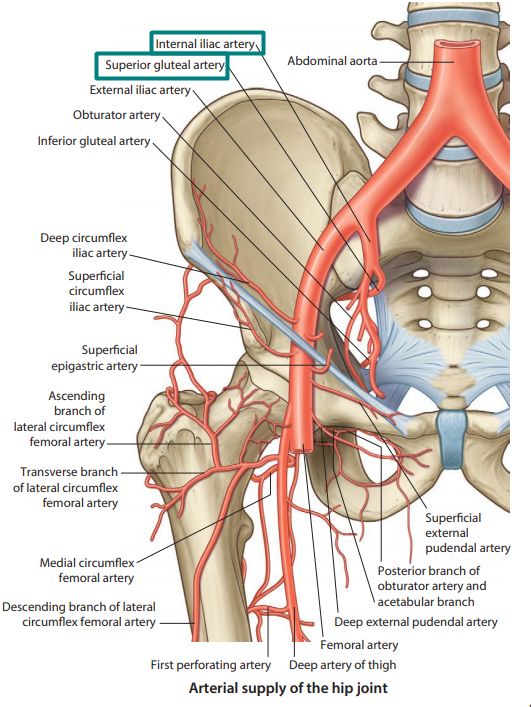 Internal iliac artery
Superior gluteal artery
Abdominal aorta
External iliac artery
Obturator artery
Inferior gluteal artery
Deep circumflex
iliac artery
Superficial
circumflex
iliac artery
Superficial
epigastric artery
Ascending
branch of
lateral circumflex
femoral artery
Transverse branch
of lateral circumflex
femoral artery
Superficial
external
pudendal artery
Medial circumflex
femoral artery
Posterior branch of
obturator artery and
acetabular branch
Descending branch of lateral
circumflex femoral artery
Deep external pudendal artery
Femoral artery
First perforating artery
Deep artery of thigh
Arterial supply of the hip joint